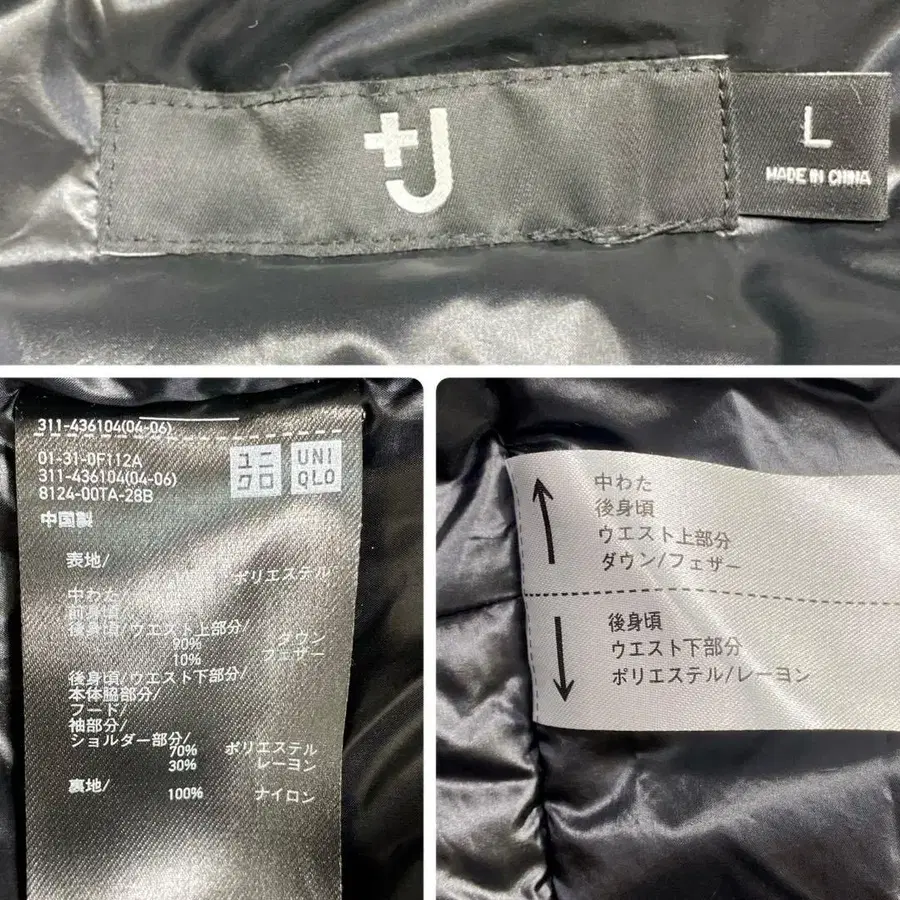 +J
L
MADE IN CHINA
311-436104(04-06)
01-31-0F112A
311-436104(04-06)
8124-00TA-28B
ユニクロ
UNIQLO
中国製
表地/
ポリエステル
中わた/
前身頃/
後身頃/ウエスト上部分/
90% ダウン
10% フェザー
後身頃/ウエスト下部分/
本体脇部分/
フード/
袖部分/
ショルダー部分/
70% ポリエステル
30% レーヨン
裏地/
100% ナイロン
中わた
後身頃
ウエスト上部分
ダウン/フェザー
後身頃
ウエスト下部分
ポリエステル/レーヨン